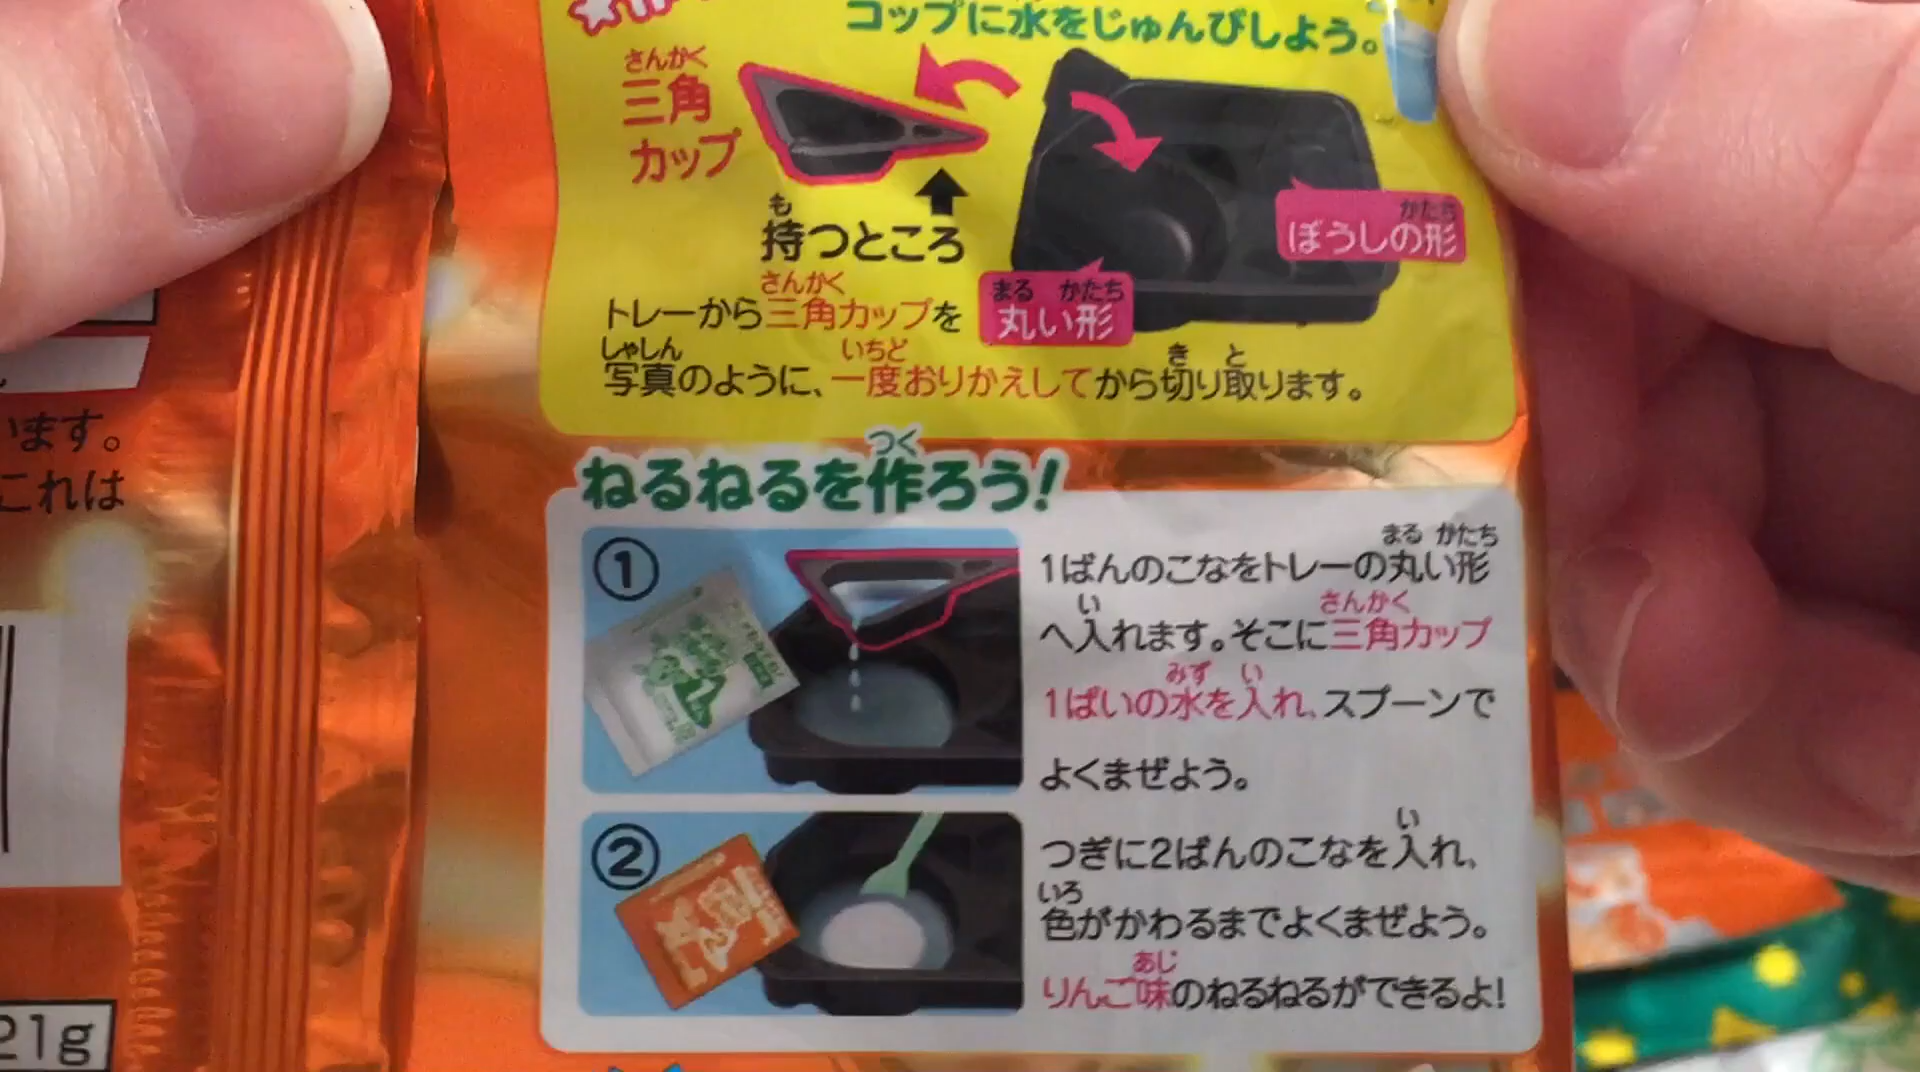 コップに水をじゅんびしよう。
さんかく
三角
カップ
も
持つところ
かたち
ぼうしの形
まる かたち
丸い形
さんかく
トレーから三角カップを
しゃしん いちど き と
写真のように、一度おりかえしてから切り取ります。
つく
ねるねるを作ろう!
①
まる かたち
1ばんのこなをトレーの丸い形
い さんかく
へ入れます。そこに三角カップ
みず い
1ぱいの水を入れ、スプーンで
よくまぜよう。
②
い
つぎに2ばんのこなを入れ、
いろ
色がかわるまでよくまぜよう。
あじ
りんご味のねるねるができるよ!
います。
これは
21g